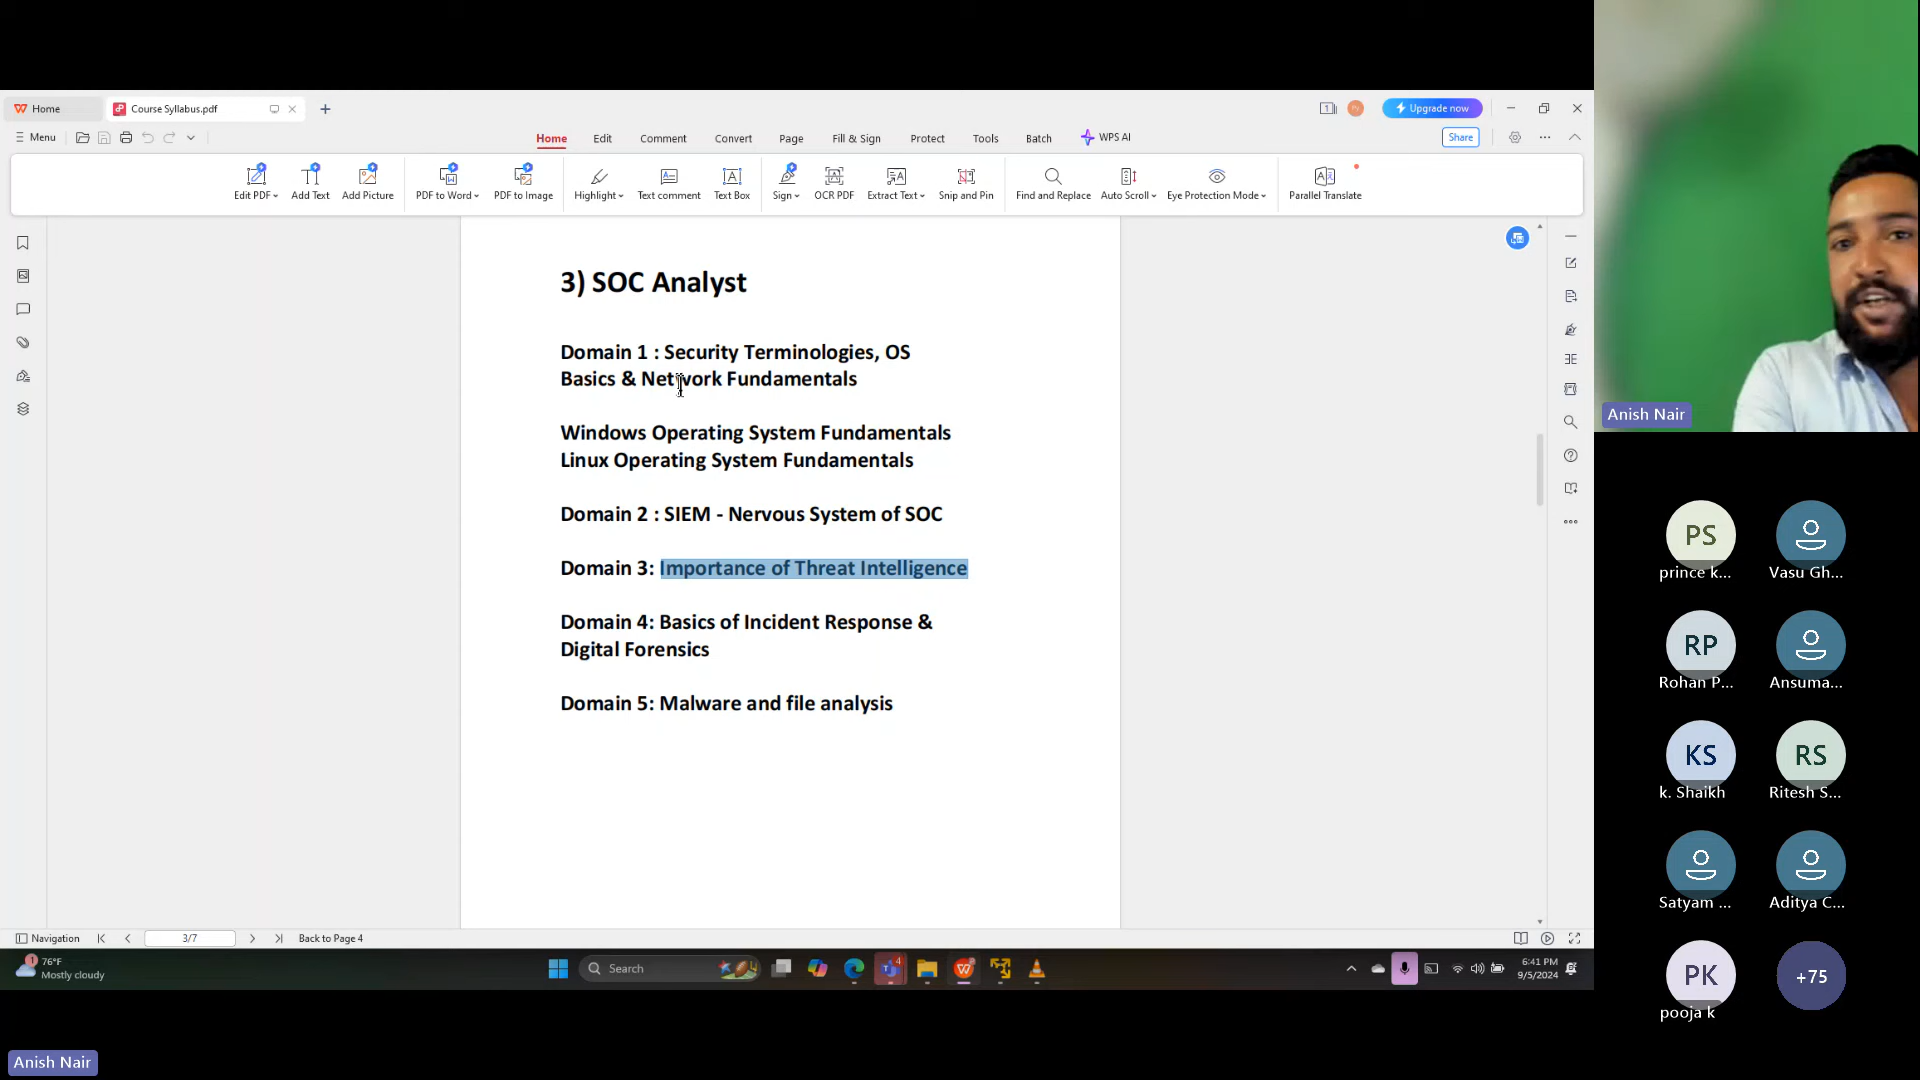 Home
Course Syllabus.pdf
Upgrade now
Menu
Home Edit Comment Convert Page Fill & Sign Protect Tools Batch WPS AI
Share
Edit PDF Add Text Add Picture PDF to Word PDF to Image Highlight Text comment Text Box Sign OCR PDF Extract Text Snip and Pin Find and Replace Auto Scroll Eye Protection Mode Parallel Translate
3) SOC Analyst
Domain 1 : Security Terminologies, OS
Basics & Network Fundamentals
Windows Operating System Fundamentals
Linux Operating System Fundamentals
Domain 2 : SIEM - Nervous System of SOC
Domain 3: Importance of Threat Intelligence
Domain 4: Basics of Incident Response &
Digital Forensics
Domain 5: Malware and file analysis
Navigation
3/7
Back to Page 4
1
76°F
Mostly cloudy
Search
4
6:41 PM
9/5/2024
Anish Nair
PS
prince k...
Vasu Gh...
RP
Rohan P...
Ansuma...
KS
k. Shaikh
RS
Ritesh S...
Satyam ...
Aditya C...
PK
pooja k
+75
Anish Nair